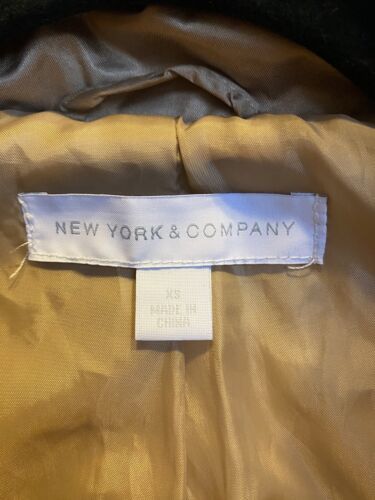 NEW YORK & COMPANY
XS
MADE IN
CHINA